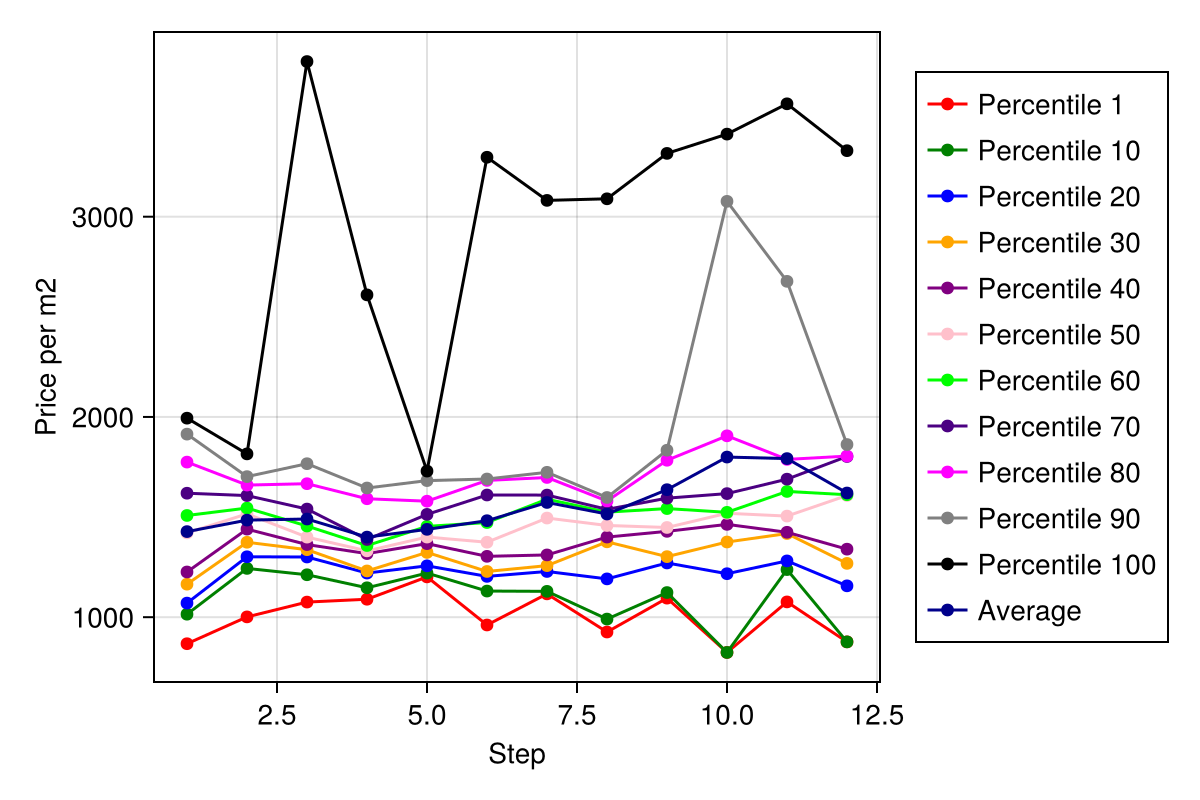 3000
2000
1000
Price per m2
2.5 5.0 7.5 10.0 12.5
Step
Percentile 1
Percentile 10
Percentile 20
Percentile 30
Percentile 40
Percentile 50
Percentile 60
Percentile 70
Percentile 80
Percentile 90
Percentile 100
Average